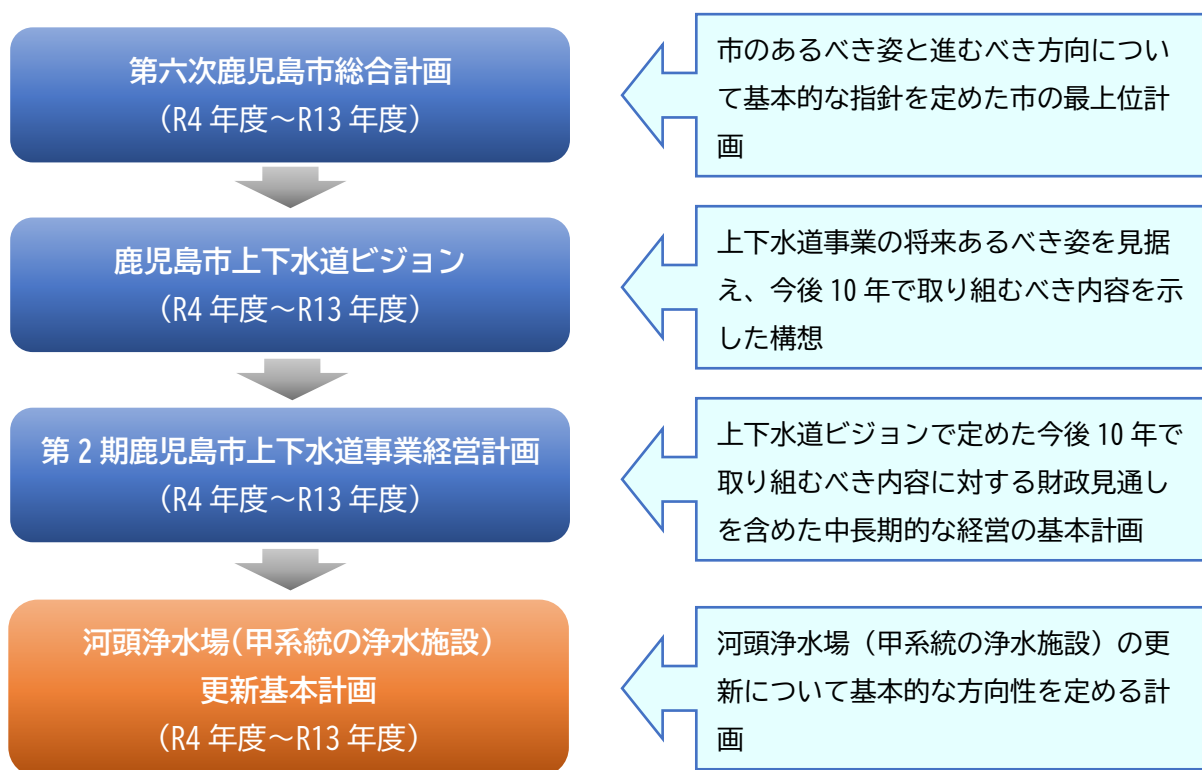 第六次鹿児島市総合計画
（R4 年度～R13 年度）
市のあるべき姿と進むべき方向につい
て基本的な指針を定めた市の最上位計
画
鹿児島市上下水道ビジョン
（R4 年度～R13 年度）
上下水道事業の将来あるべき姿を見据
え、今後 10 年で取り組むべき内容を示
した構想
第 2 期鹿児島市上下水道事業経営計画
（R4 年度～R13 年度）
上下水道ビジョンで定めた今後 10 年で
取り組むべき内容に対する財政見通し
を含めた中長期的な経営の基本計画
河頭浄水場(甲系統の浄水施設)
更新基本計画
（R4 年度～R13 年度）
河頭浄水場（甲系統の浄水施設）の更
新について基本的な方向性を定める計
画